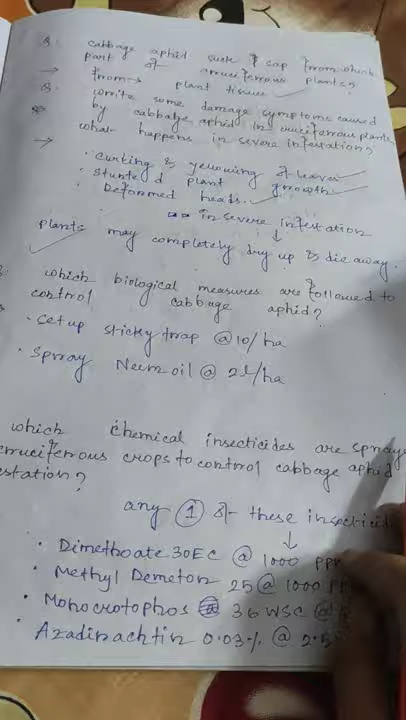 Q. cabbage aphid suck & sap from which
part of cruciferous plants?
→ from → plant tissue
Q. write some damage symptoms caused
by cabbage aphid in cruciferous plants
what happens in severe infestation?
→
• curling & yellowing of leaves
• stunted plant growth
• Deformed heads.
in severe infestation
↓
plants may completely dry up & die away.
which biological measures are followed to
control cabbage aphid?
• set up sticky trap @ 10/ha
• Spray Neem oil @ 2l/ha
which chemical insecticides are sprays
cruciferous crops to control cabbage aphid
estation?
any ① of these insecticid
↓
• Dimethoate 30EC @ 1000 PPM
• Methyl Demeton 25 @ 1000 PP
• Monocrotophos 36 WSC @
• Azadirachtin 0.03% @ 2.5